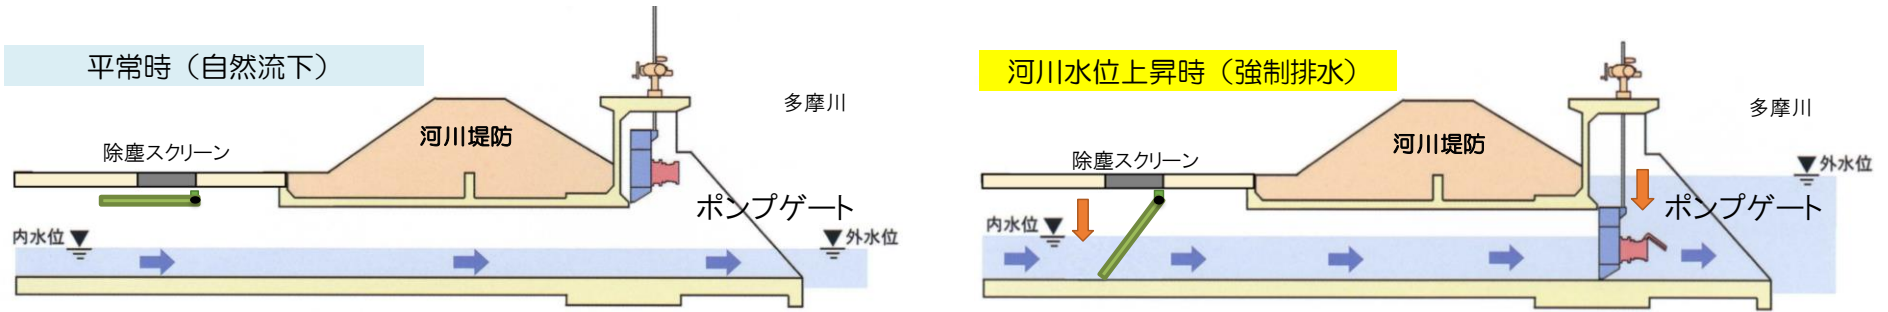 平常時（自然流下）
多摩川
河川堤防
除塵スクリーン
ポンプゲート
内水位
外水位
河川水位上昇時（強制排水）
多摩川
河川堤防
除塵スクリーン
外水位
ポンプゲート
内水位